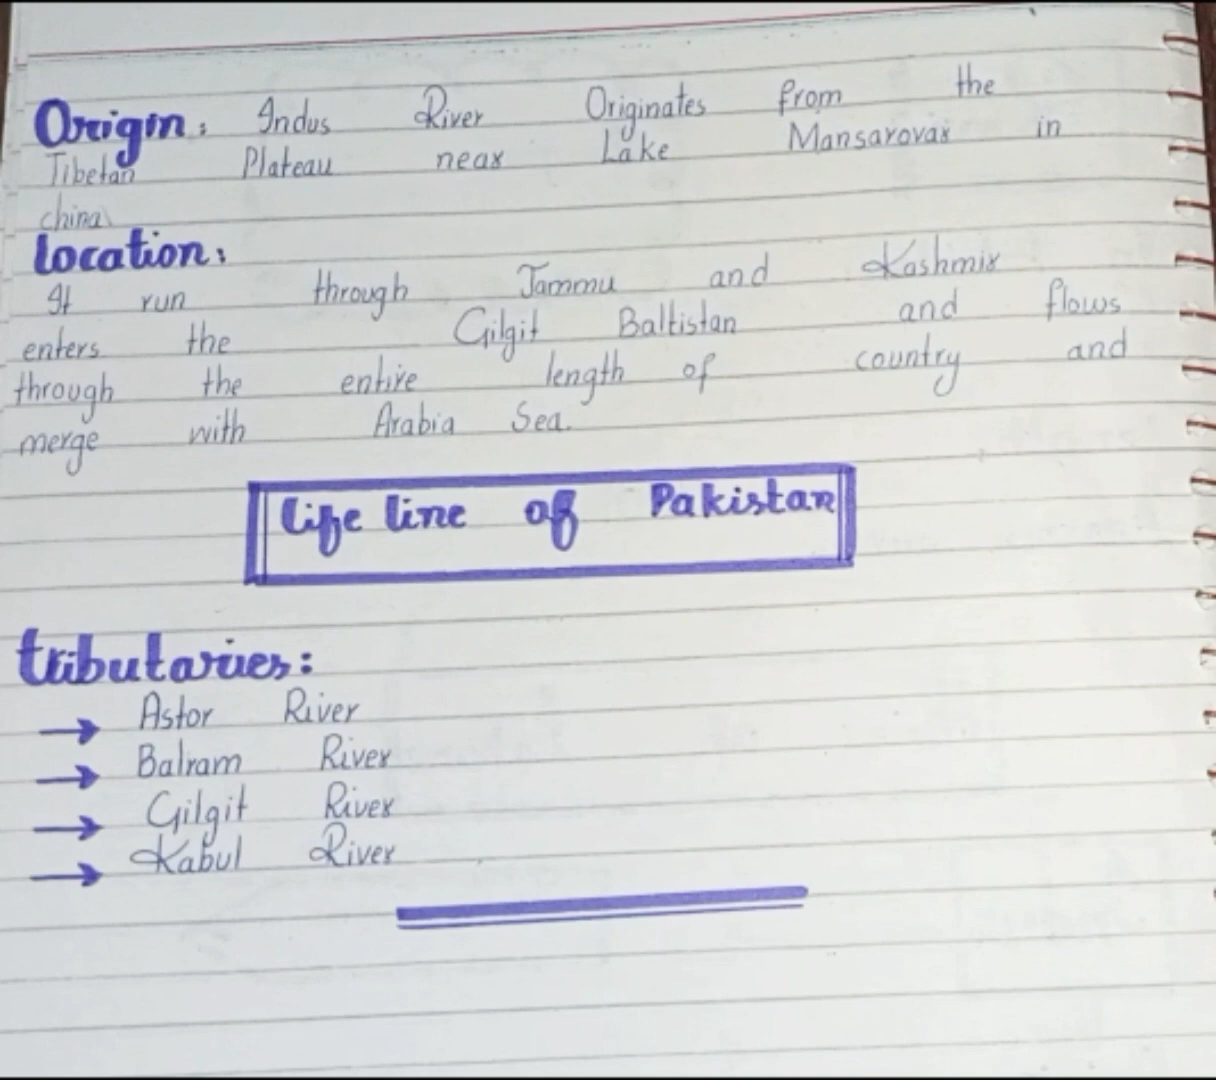 Origin: Indus River Originates from the
Tibetan Plateau near Lake Mansarovar in
china
location:
It run through Jammu and Kashmir
enters the Gilgit Baltistan and flows
through the entire length of country and
merge with Arabia Sea.
life line of Pakistan
tributaries:
→ Astor River
→ Balram River
→ Gilgit River
→ Kabul River